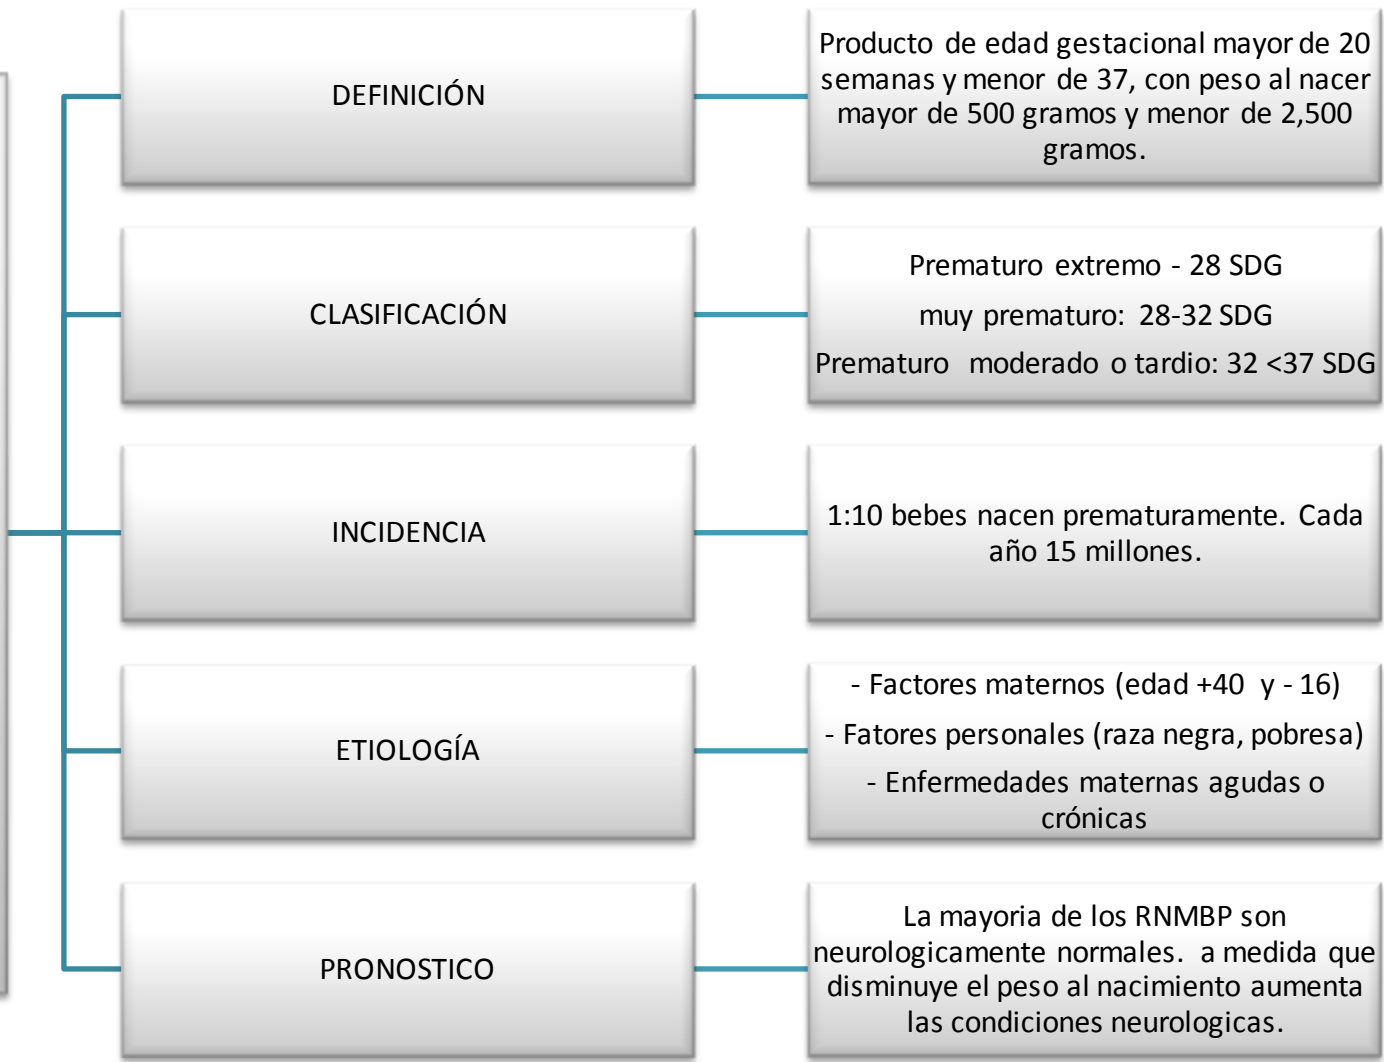 DEFINICIÓN
Producto de edad gestacional mayor de 20
semanas y menor de 37, con peso al nacer
mayor de 500 gramos y menor de 2,500
gramos.
CLASIFICACIÓN
Prematuro extremo - 28 SDG
muy prematuro: 28-32 SDG
Prematuro moderado o tardio: 32 <37 SDG
INCIDENCIA
1:10 bebes nacen prematuramente. Cada
año 15 millones.
ETIOLOGÍA
- Factores maternos (edad +40 y - 16)
- Fatores personales (raza negra, pobresa)
- Enfermedades maternas agudas o
crónicas
PRONOSTICO
La mayoria de los RNMBP son
neurologicamente normales. a medida que
disminuye el peso al nacimiento aumenta
las condiciones neurologicas.